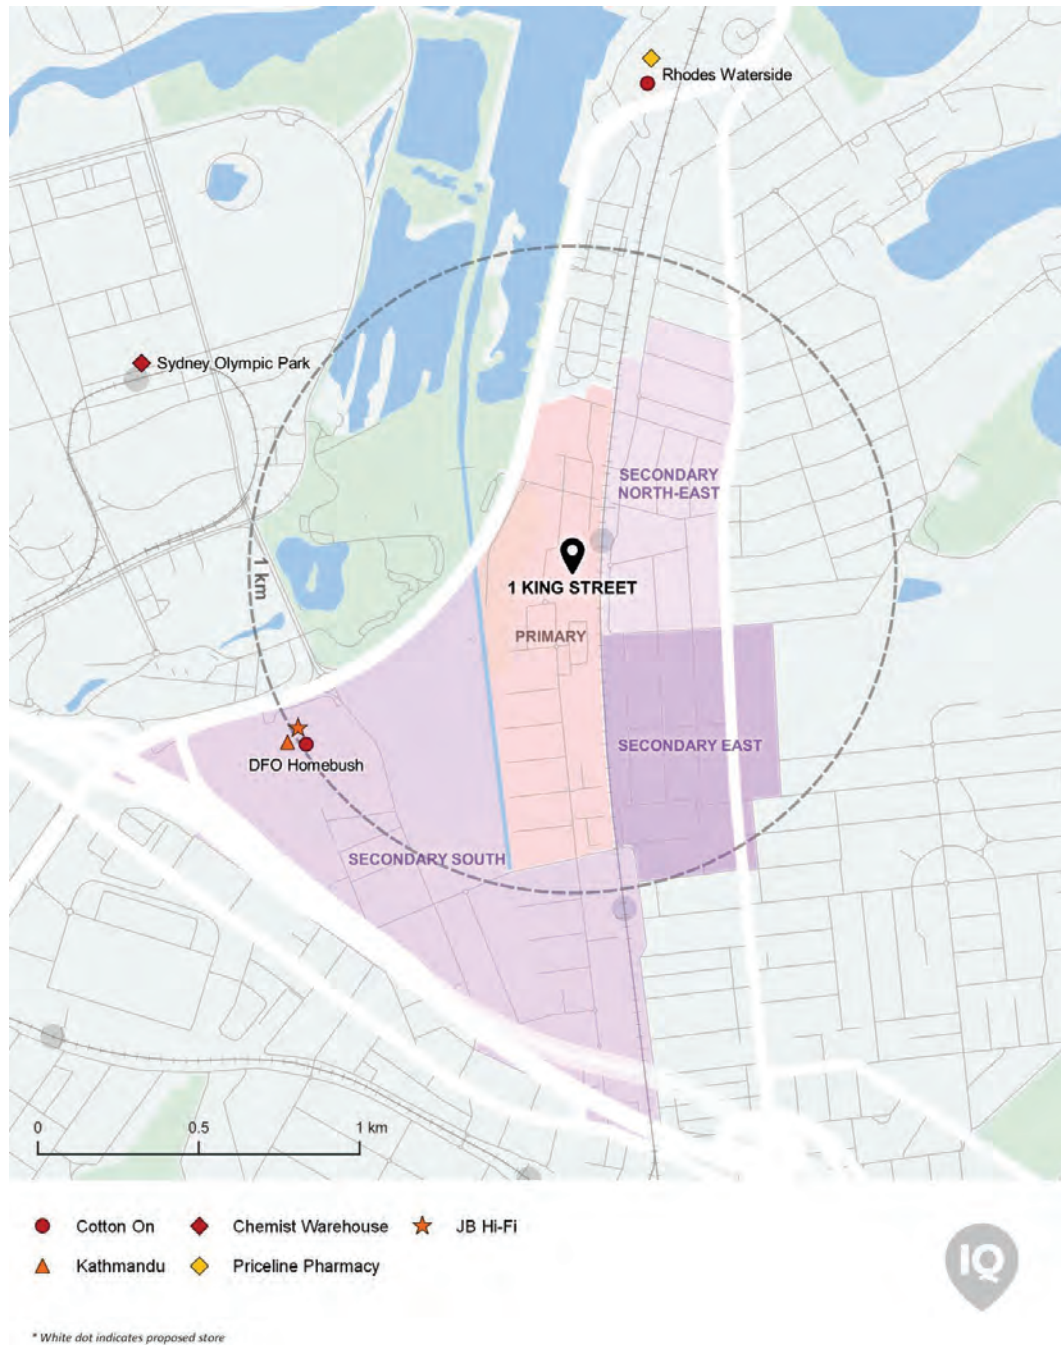 Rhodes Waterside
Sydney Olympic Park
SECONDARY
NORTH-EAST
1 km
1 KING STREET
PRIMARY
SECONDARY EAST
DFO Homebush
SECONDARY SOUTH
0 0.5 1 km
Cotton On Chemist Warehouse JB Hi-Fi
Kathmandu Priceline Pharmacy
IQ
* White dot indicates proposed store